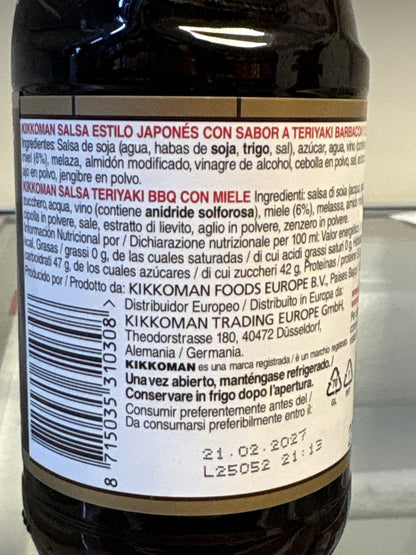 KIKKOMAN SALSA ESTILO JAPONÉS CON SABOR A TERIYAKI BARBACOA
Ingredientes: Salsa de soja (agua, habas de soja, trigo, sal), azúcar, agua, vino
miel (6%), melaza, almidón modificado, vinagre de alcohol, cebolla en polvo, sal,
ajo en polvo, jengibre en polvo.
KIKKOMAN SALSA TERIYAKI BBQ CON MIELE Ingredienti: salsa di soia
zucchero, acqua, vino (contiene anidride solforosa), miele (6%), melassa,
cipolla in polvere, sale, estratto di lievito, aglio in polvere, zenzero in polvere.
Información Nutricional por / Dichiarazione nutrizionale per 100 ml: Valor
kcal, Grasas / grassi 0 g, de las cuales saturadas / di cui acidi grassi saturi 0 g,
carboidrati 47 g, de los cuales azúcares / di cui zuccheri 42 g, Proteínas /
Producido por / Prodotto da: KIKKOMAN FOODS EUROPE B.V., Países
Distribuidor Europeo / Distribuito in Europa da:
KIKKOMAN TRADING EUROPE GmbH,
Theodorstrasse 180, 40472 Düsseldorf,
Alemania / Germania.
KIKKOMAN es una marca registrada / è un marchio registrato.
Una vez abierto, manténgase refrigerado. /
Conservare in frigo dopo l'apertura.
Consumir preferentemente antes del /
Da consumarsi preferibilmente entro il:
21.02.2027
L25052 21:13
8 715035 310308 >
70
GL